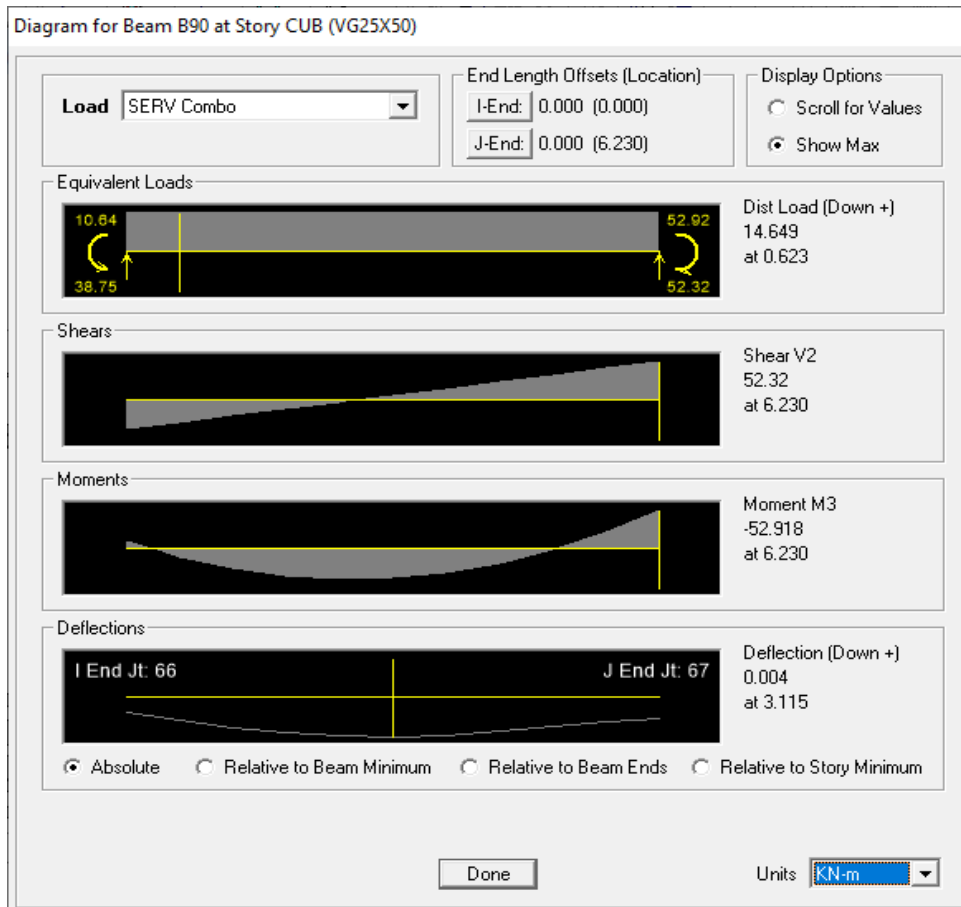 Diagram for Beam B90 at Story CUB (VG25X50)
Load SERV Combo
End Length Offsets (Location)
I-End: 0.000 (0.000)
J-End: 0.000 (6.230)
Display Options
Scroll for Values
Show Max
Equivalent Loads
10.64 52.92
38.75 52.32
Dist Load (Down +)
14.649
at 0.623
Shears
Shear V2
52.32
at 6.230
Moments
Moment M3
-52.918
at 6.230
Deflections
I End Jt: 66 J End Jt: 67
Deflection (Down +)
0.004
at 3.115
Absolute Relative to Beam Minimum Relative to Beam Ends Relative to Story Minimum
Done Units KN-m